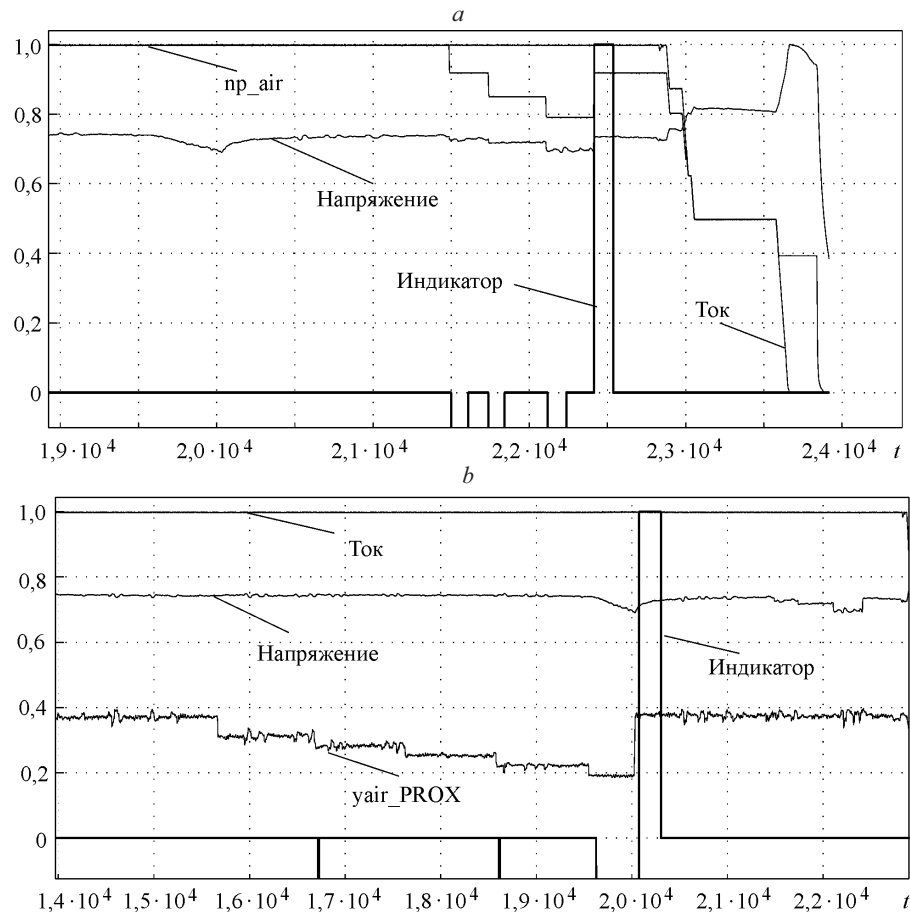 a
1,0
np_air
0,8
0,6
Напряжение
0,4
Индикатор
Ток
0,2
0
1,9·10⁴ 2,0·10⁴ 2,1·10⁴ 2,2·10⁴ 2,3·10⁴ 2,4·10⁴ t
b
1,0
Ток
0,8
Напряжение
Индикатор
0,6
0,4
0,2
yair_PROX
0
1,4·10⁴ 1,5·10⁴ 1,6·10⁴ 1,7·10⁴ 1,8·10⁴ 1,9·10⁴ 2,0·10⁴ 2,1·10⁴ 2,2·10⁴ t